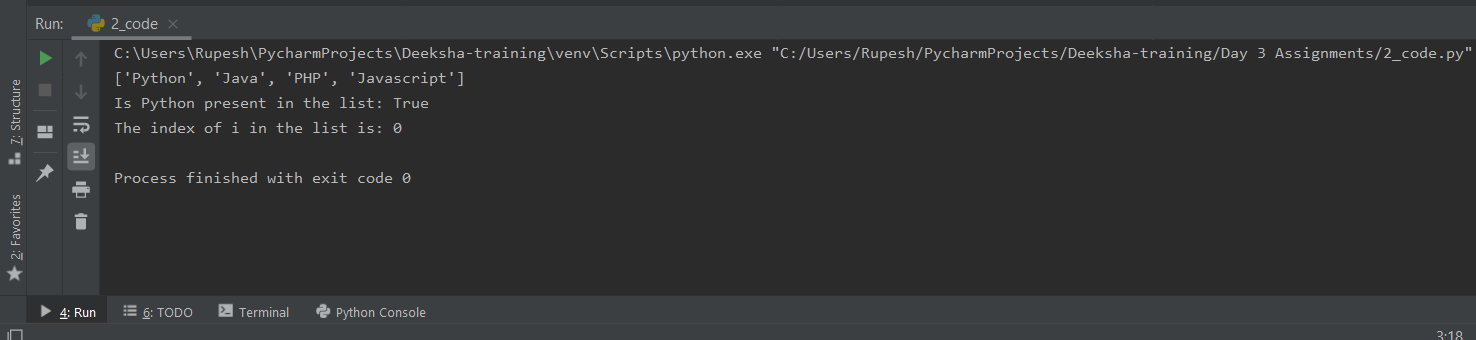 Run: 2_code
C:\Users\Rupesh\PycharmProjects\Deeksha-training\venv\Scripts\python.exe "C:/Users/Rupesh/PycharmProjects/Deeksha-training/Day 3 Assignments/2_code.py"
['Python', 'Java', 'PHP', 'Javascript']
Is Python present in the list: True
The index of i in the list is: 0
Process finished with exit code 0
7: Structure
2: Favorites
4: Run 6: TODO Terminal Python Console
3:18